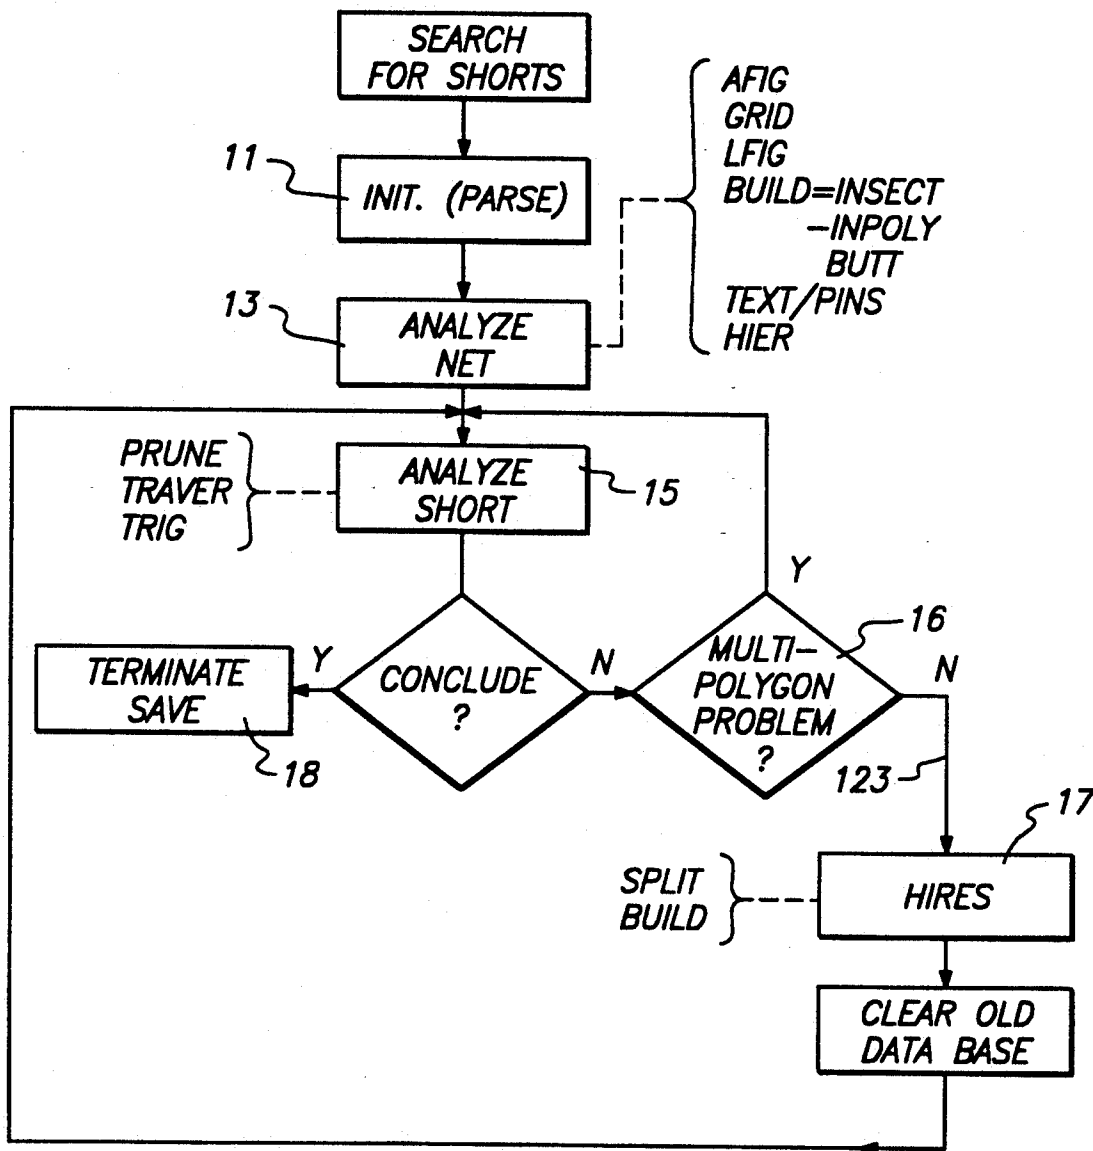 SEARCH
FOR SHORTS
11
INIT. (PARSE)
13
ANALYZE
NET
AFIG
GRID
LFIG
BUILD=INSECT
-INPOLY
BUTT
TEXT/PINS
HIER
PRUNE
TRAVER
TRIG
ANALYZE
SHORT
15
Y
TERMINATE
SAVE
18
CONCLUDE
?
N
Y
MULTI-
POLYGON
PROBLEM
?
16
N
123
17
SPLIT
BUILD
HIRES
CLEAR OLD
DATA BASE